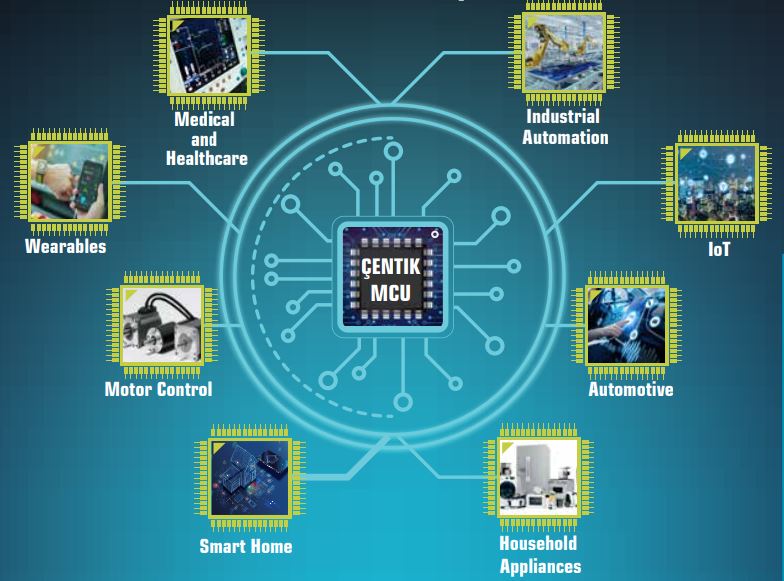 Medical
and
Healthcare
Industrial
Automation
Wearables
IoT
ÇENTIK
MCU
Motor Control
Automotive
Smart Home
Household
Appliances